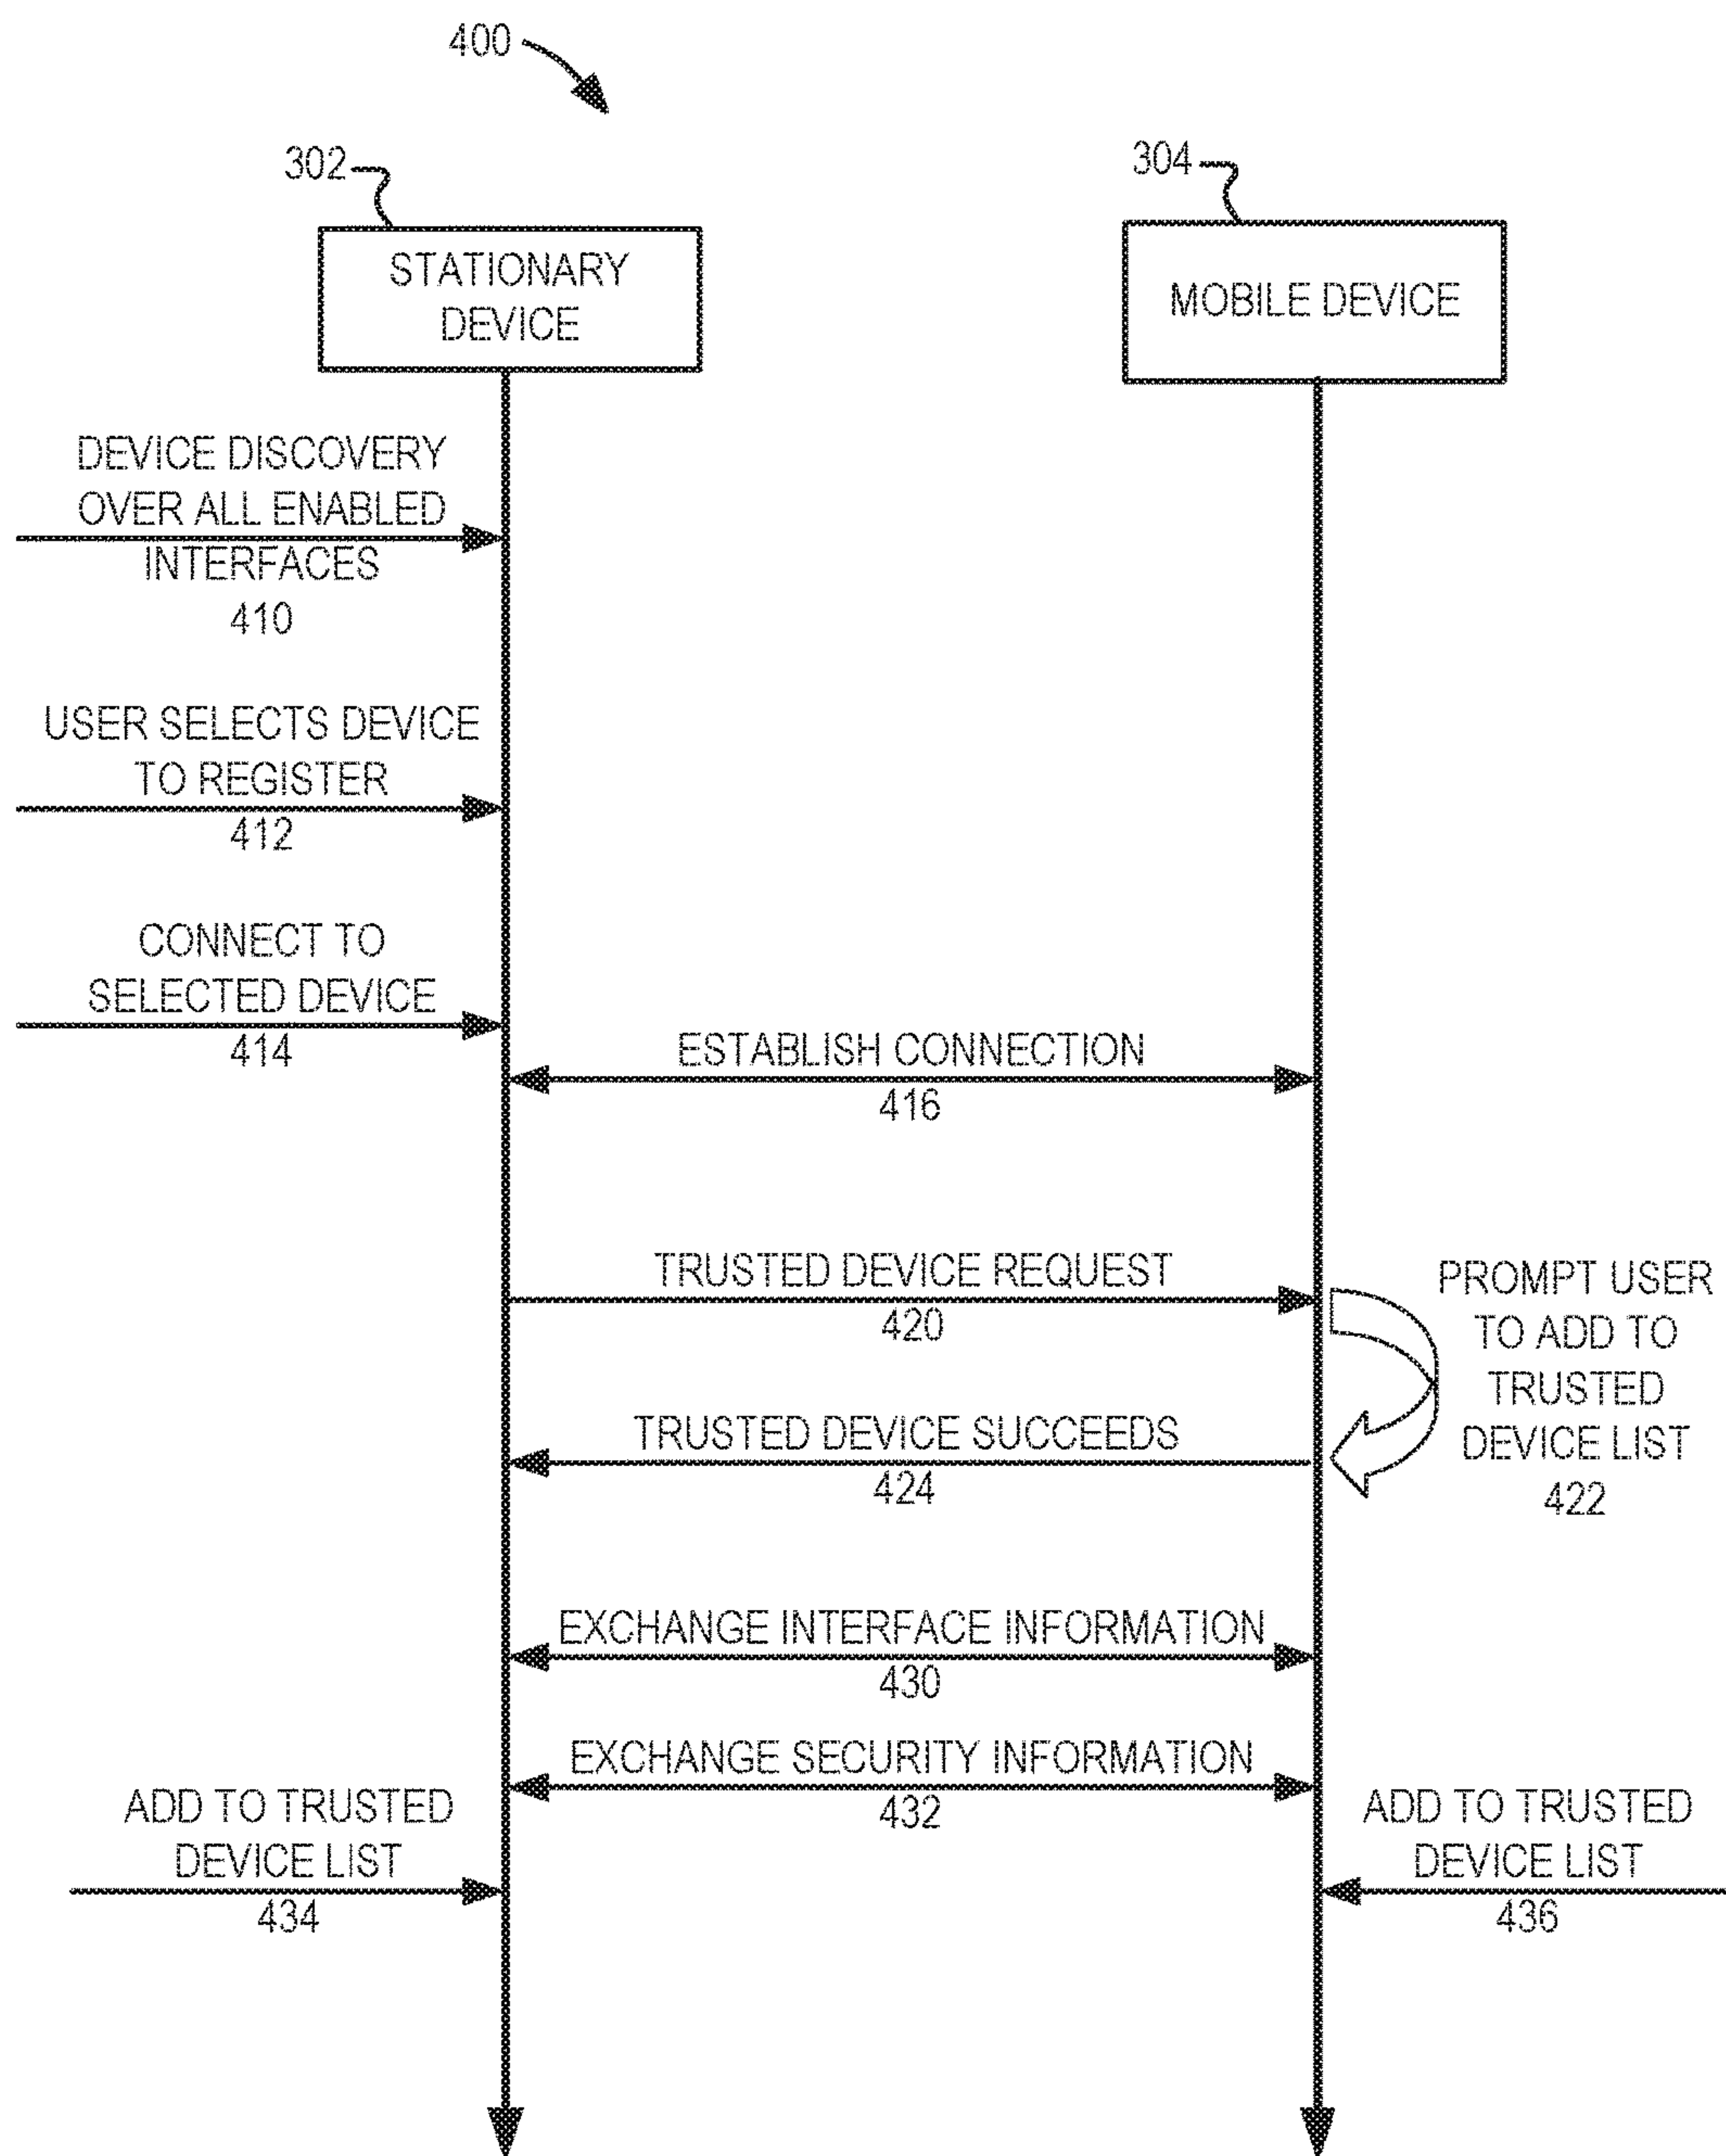 400
302
304
STATIONARY
DEVICE
MOBILE DEVICE
DEVICE DISCOVERY
OVER ALL ENABLED
INTERFACES
410
USER SELECTS DEVICE
TO REGISTER
412
CONNECT TO
SELECTED DEVICE
414
ESTABLISH CONNECTION
416
TRUSTED DEVICE REQUEST
420
PROMPT USER
TO ADD TO
TRUSTED
DEVICE LIST
422
TRUSTED DEVICE SUCCEEDS
424
EXCHANGE INTERFACE INFORMATION
430
EXCHANGE SECURITY INFORMATION
432
ADD TO TRUSTED
DEVICE LIST
434
ADD TO TRUSTED
DEVICE LIST
436